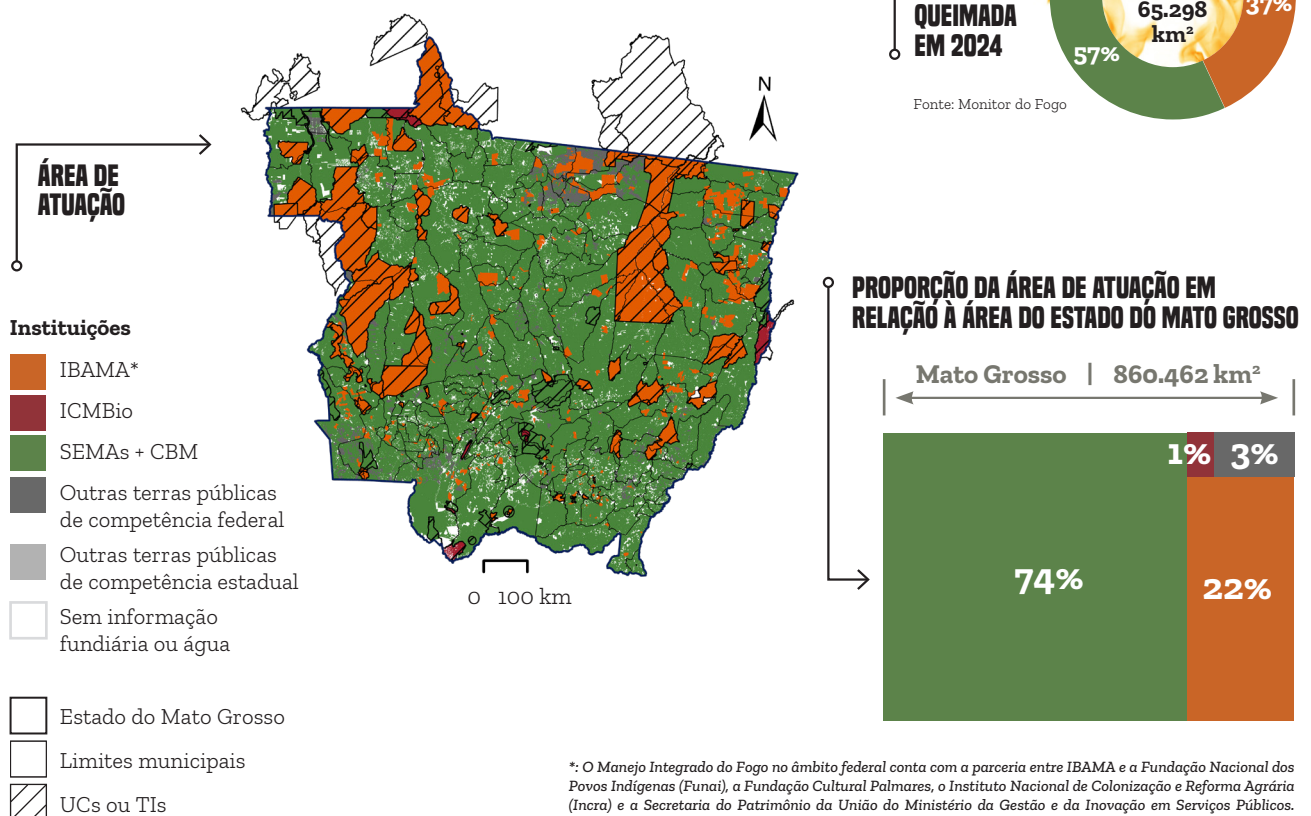 QUEIMADA
EM 2024
65.298
km²
37%
57%
Fonte: Monitor do Fogo
N
ÁREA DE
ATUAÇÃO
0 100 km
Instituições
IBAMA*
ICMBio
SEMAs + CBM
Outras terras públicas
de competência federal
Outras terras públicas
de competência estadual
Sem informação
fundiária ou água
Estado do Mato Grosso
Limites municipais
UCs ou TIs
PROPORÇÃO DA ÁREA DE ATUAÇÃO EM
RELAÇÃO À ÁREA DO ESTADO DO MATO GROSSO
Mato Grosso | 860.462 km²
1% 3%
74%
22%
*: O Manejo Integrado do Fogo no âmbito federal conta com a parceria entre IBAMA e a Fundação Nacional dos
Povos Indígenas (Funai), a Fundação Cultural Palmares, o Instituto Nacional de Colonização e Reforma Agrária
(Incra) e a Secretaria do Patrimônio da União do Ministério da Gestão e da Inovação em Serviços Públicos.